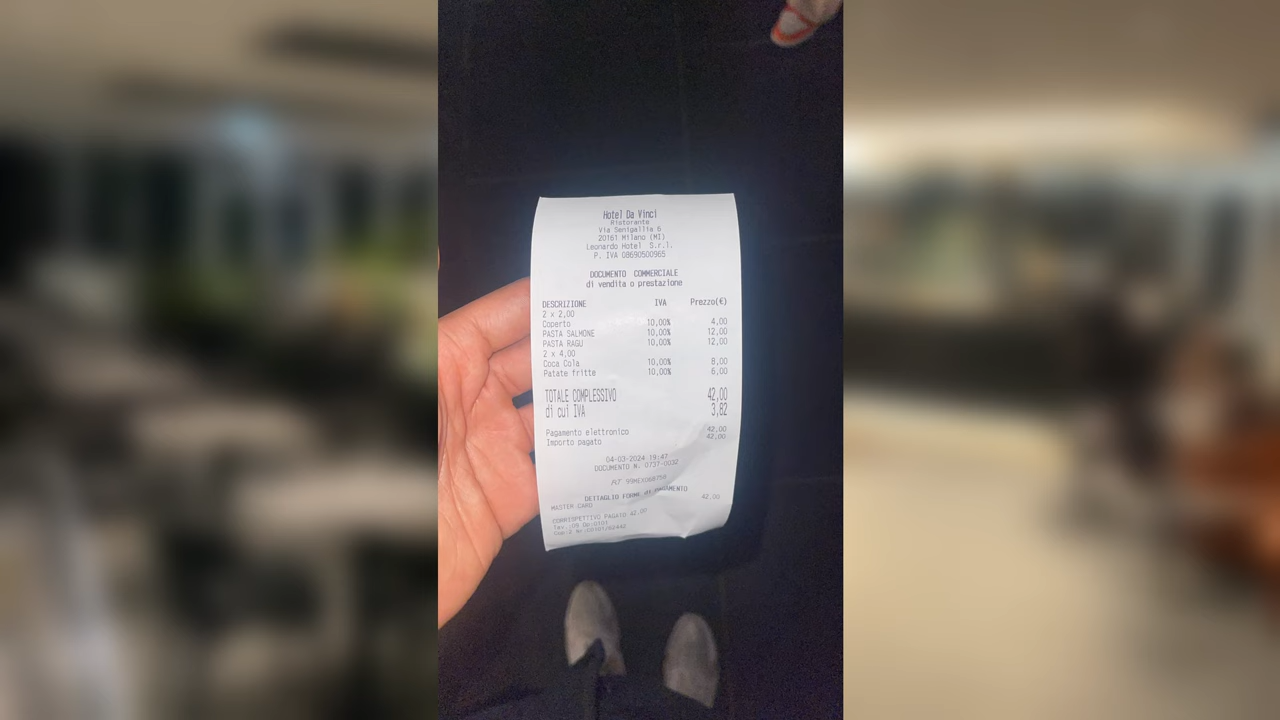 Hotel Da Vinci
Ristorante
Via Senigallia 6
20161 Milano (MI)
Leonardo Hotel S.r.l.
P. IVA 08690500965
DOCUMENTO COMMERCIALE
di vendita o prestazione
DESCRIZIONE IVA Prezzo(€)
2 x 2,00
Coperto 10,00% 4,00
PASTA SALMONE 10,00% 12,00
PASTA RAGU 10,00% 12,00
2 x 4,00
Coca Cola 10,00% 8,00
Patate fritte 10,00% 6,00
TOTALE COMPLESSIVO 42,00
di cui IVA 3,82
Pagamento elettronico 42,00
Importo pagato 42,00
04-03-2024 19:47
DOCUMENTO N. 0737-0032
DETTAGLIO FORME di PAGAMENTO
MASTER CARD 42,00
CORRISPETTIVO PAGATO 42,00